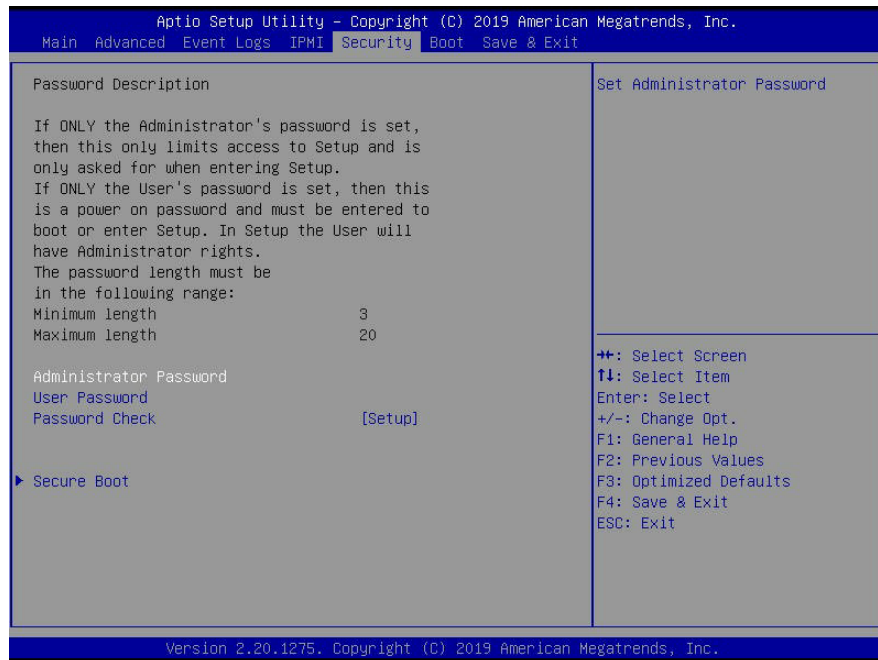 Aptio Setup Utility – Copyright (C) 2019 American Megatrends, Inc.
Main Advanced Event Logs IPMI Security Boot Save & Exit
Password Description
If ONLY the Administrator's password is set,
then this only limits access to Setup and is
only asked for when entering Setup.
If ONLY the User's password is set, then this
is a power on password and must be entered to
boot or enter Setup. In Setup the User will
have Administrator rights.
The password length must be
in the following range:
Minimum length 3
Maximum length 20
Administrator Password
User Password
Password Check [Setup]
Secure Boot
Set Administrator Password
→←: Select Screen
↑↓: Select Item
Enter: Select
+/-: Change Opt.
F1: General Help
F2: Previous Values
F3: Optimized Defaults
F4: Save & Exit
ESC: Exit
Version 2.20.1275. Copyright (C) 2019 American Megatrends, Inc.